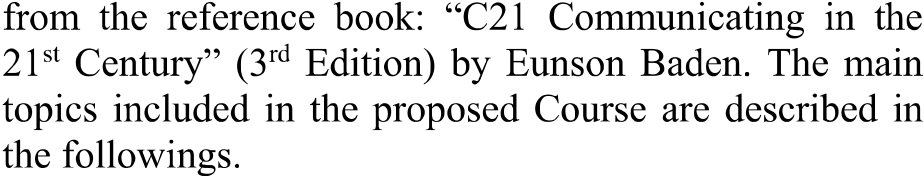 from the reference book: “C21 Communicating in the
21st Century” (3rd Edition) by Eunson Baden. The main
topics included in the proposed Course are described in
the followings.